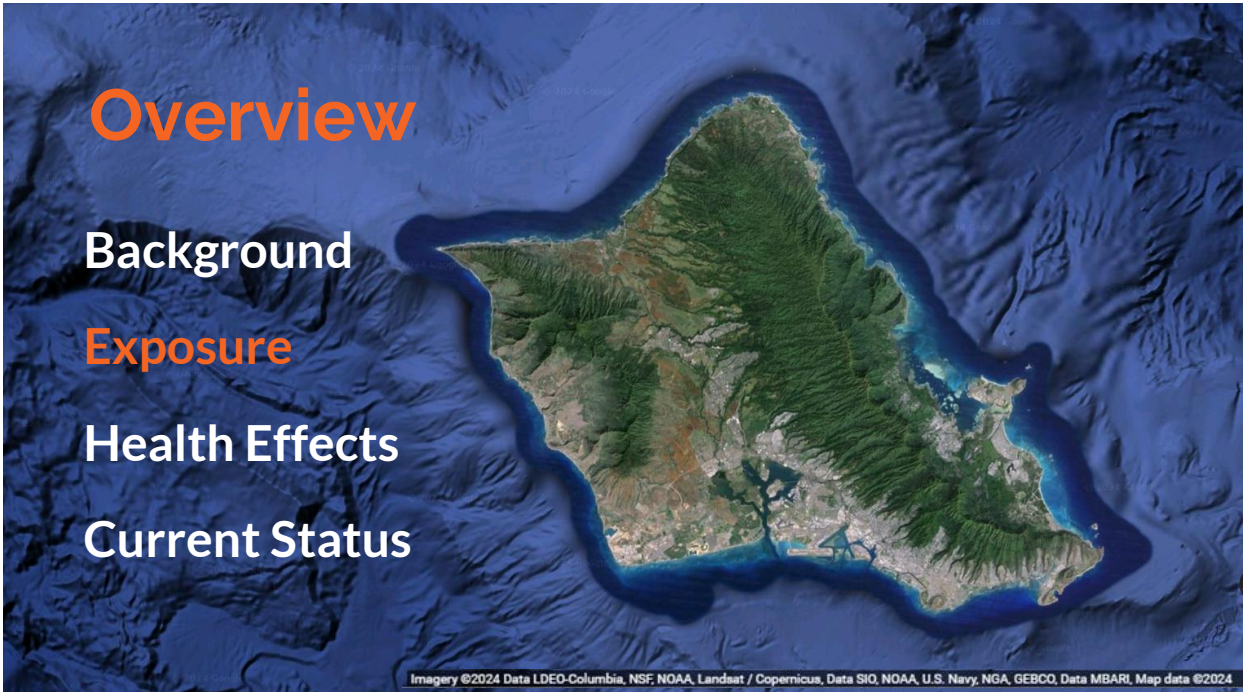 Overview
Background
Exposure
Health Effects
Current Status
Imagery ©2024 Data LDEO-Columbia, NSF, NOAA, Landsat / Copernicus, Data SIO, NOAA, U.S. Navy, NGA, GEBCO, Data MBARI, Map data ©2024